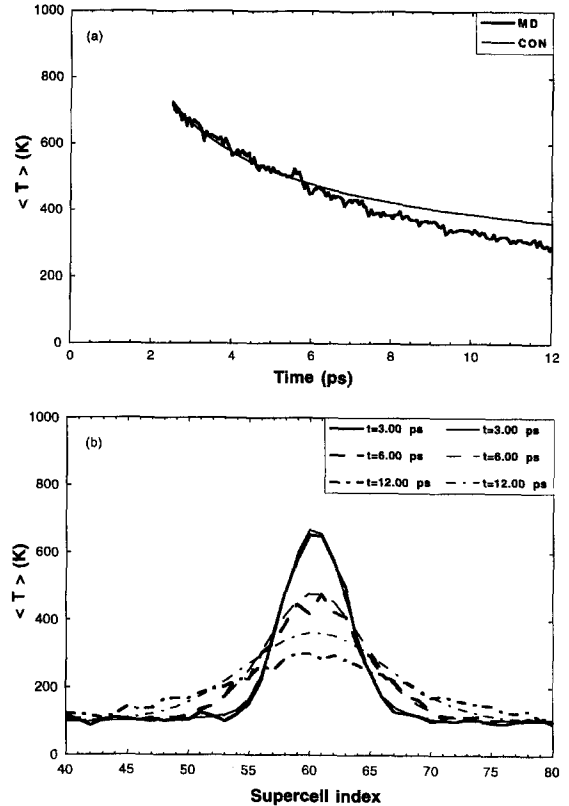 1000
(a)
MD
CON
800
600
400
200
0
< T > (K)
0 2 4 6 8 10 12
Time (ps)
1000
(b)
t=3.00 ps t=3.00 ps
t=6.00 ps t=6.00 ps
t=12.00 ps t=12.00 ps
800
600
400
200
0
< T > (K)
40 45 50 55 60 65 70 75 80
Supercell index